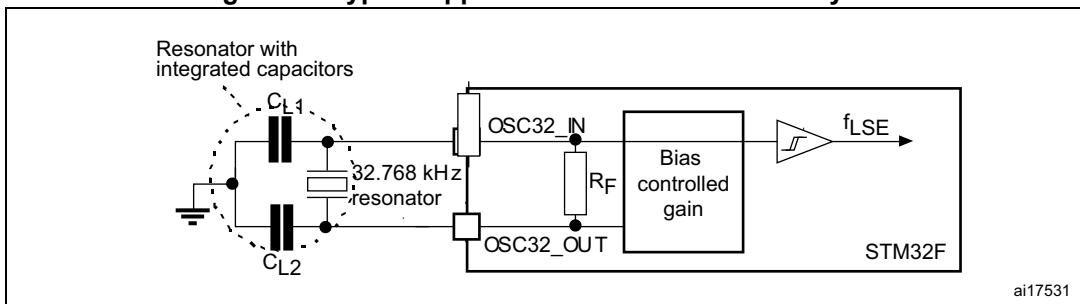 Resonator with
integrated capacitors
CL1
OSC32_IN
fLSE
32.768 kHz
resonator
RF
Bias
controlled
gain
OSC32_OUT
STM32F
CL2
ai17531